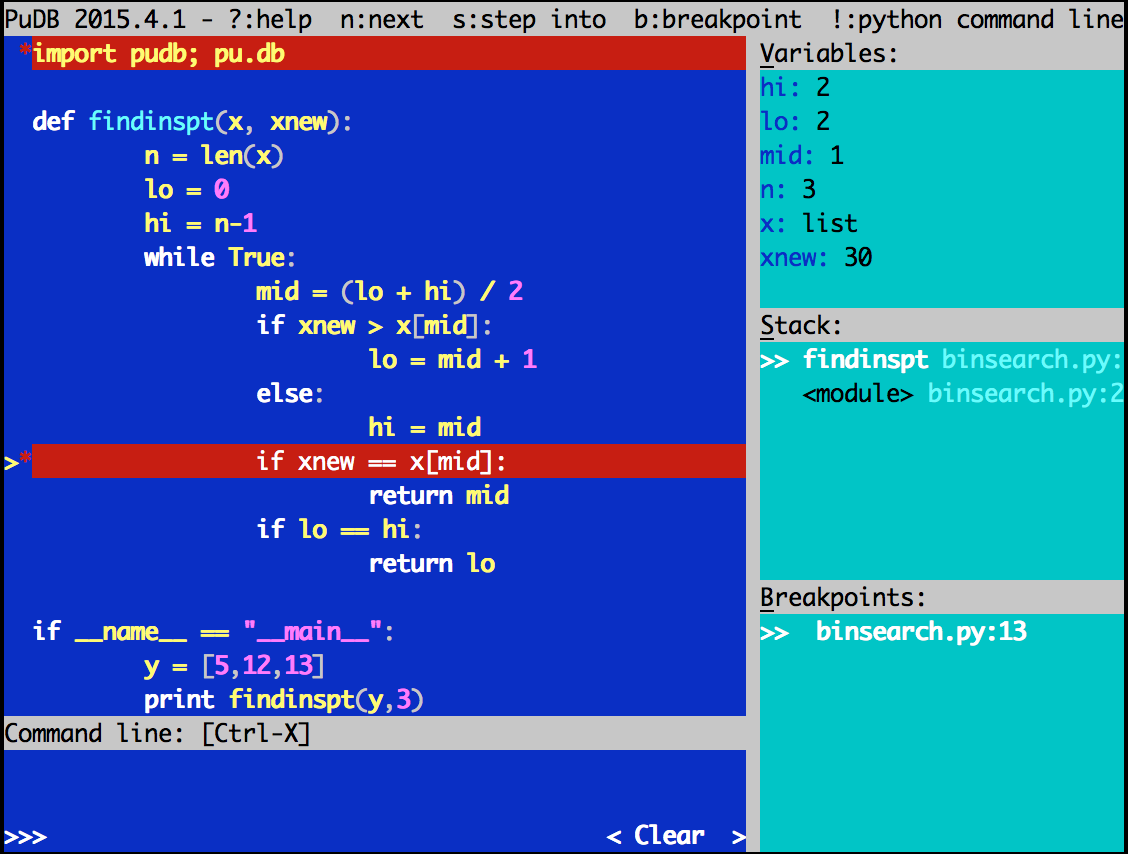 PuDB 2015.4.1 - ?:help  n:next  s:step into  b:breakpoint  !:python command line
*import pudb; pu.db
def findinspt(x, xnew):
        n = len(x)
        lo = 0
        hi = n-1
        while True:
                mid = (lo + hi) / 2
                if xnew > x[mid]:
                        lo = mid + 1
                else:
                        hi = mid
>*                if xnew == x[mid]:
                        return mid
                if lo == hi:
                        return lo
if __name__ == "__main__":
        y = [5,12,13]
        print findinspt(y,3)
Command line: [Ctrl-X]
>>> < Clear  >
Variables:
hi: 2
lo: 2
mid: 1
n: 3
x: list
xnew: 30
Stack:
>> findinspt binsearch.py:
   <module> binsearch.py:2
Breakpoints:
>>  binsearch.py:13